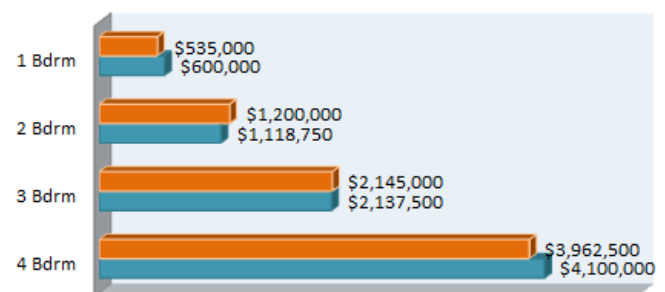 1 Bdrm
$535,000
$600,000
2 Bdrm
$1,200,000
$1,118,750
3 Bdrm
$2,145,000
$2,137,500
4 Bdrm
$3,962,500
$4,100,000